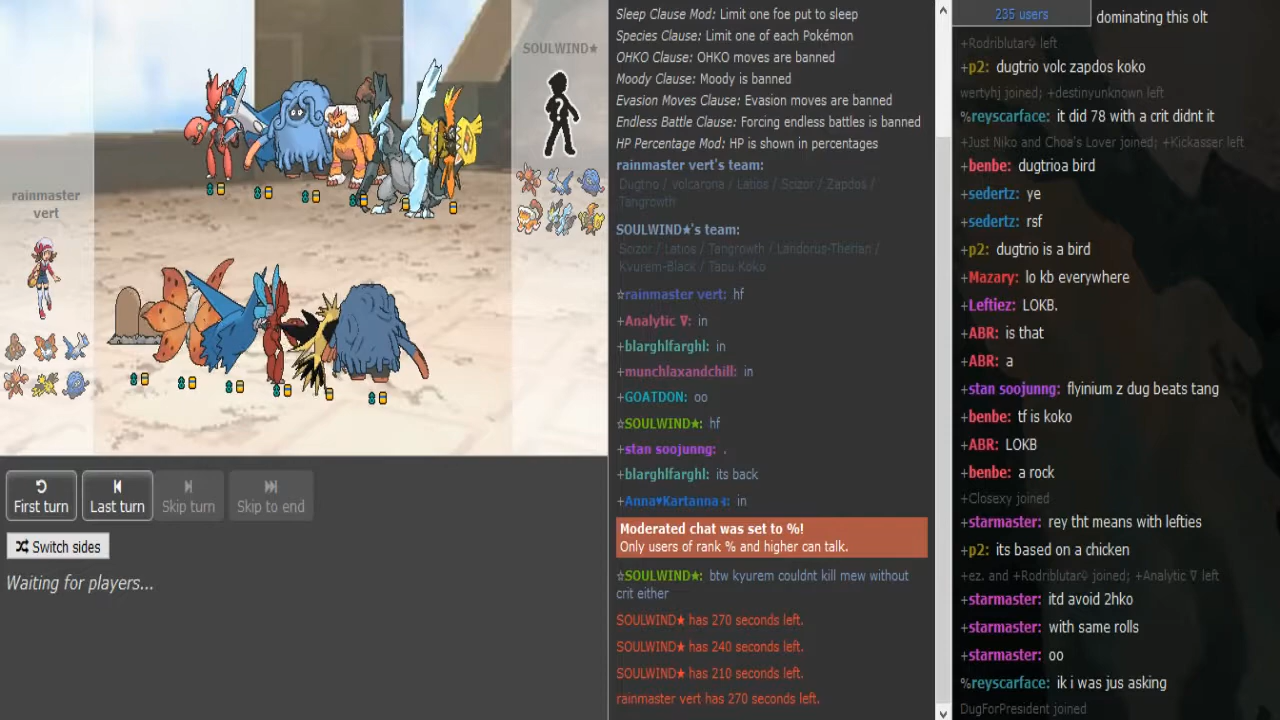 SOULWIND★
rainmaster
vert
First turn
Last turn
Skip turn
Skip to end
Switch sides
Waiting for players...
Sleep Clause Mod: Limit one foe put to sleep
Species Clause: Limit one of each Pokémon
OHKO Clause: OHKO moves are banned
Moody Clause: Moody is banned
Evasion Moves Clause: Evasion moves are banned
Endless Battle Clause: Forcing endless battles is banned
HP Percentage Mod: HP is shown in percentages
rainmaster vert's team:
Dugtrio / Volcarona / Latios / Scizor / Zapdos /
Tangrowth
SOULWIND★'s team:
Scizor / Latios / Tangrowth / Landorus-Therian /
Kyurem-Black / Tapu Koko
☆rainmaster vert: hf
+Analytic ∇: in
+blarghlfarghl: in
+munchlaxandchill: in
+GOATDON: oo
☆SOULWIND★: hf
+stan soojunng: .
+blarghlfarghl: its back
+Anna♥Kartanna♃: in
Moderated chat was set to %!
Only users of rank % and higher can talk.
☆SOULWIND★: btw kyurem couldnt kill mew without
crit either
SOULWIND★ has 270 seconds left.
SOULWIND★ has 240 seconds left.
SOULWIND★ has 210 seconds left.
rainmaster vert has 270 seconds left.
235 users
dominating this olt
+Rodriblutar♤ left
+p2: dugtrio volc zapdos koko
wertyhj joined; +destinyunknown left
%reyscarface: it did 78 with a crit didnt it
+Just Niko and Choa's Lover joined; +Kickasser left
+benbe: dugtrioa bird
+sedertz: ye
+sedertz: rsf
+p2: dugtrio is a bird
+Mazary: lo kb everywhere
+Leftiez: LOKB.
+ABR: is that
+ABR: a
+stan soojunng: flyinium z dug beats tang
+benbe: tf is koko
+ABR: LOKB
+benbe: a rock
+Closexy joined
+starmaster: rey tht means with lefties
+p2: its based on a chicken
+ez. and +Rodriblutar♤ joined; +Analytic ∇ left
+starmaster: itd avoid 2hko
+starmaster: with same rolls
+starmaster: oo
%reyscarface: ik i was jus asking
DugForPresident joined